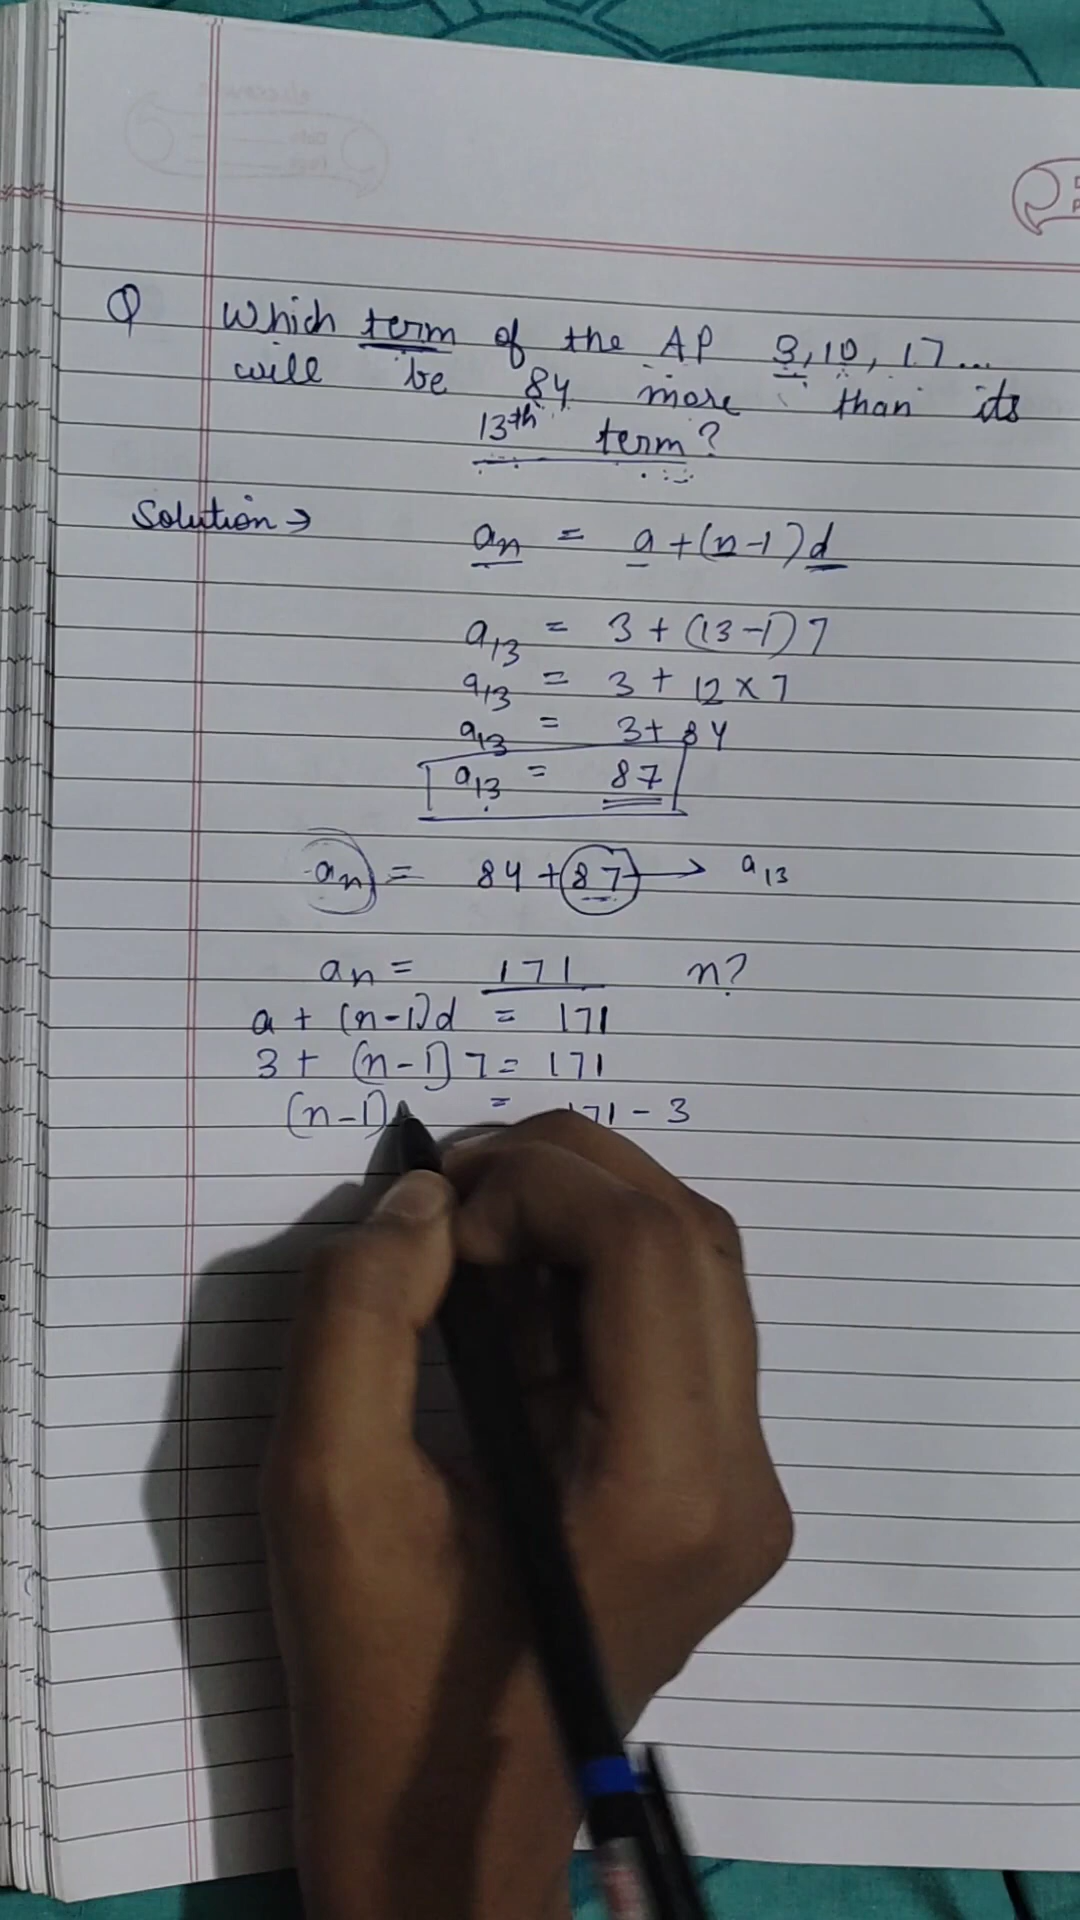 Q Which term of the AP 3, 10, 17...
will be 84 more than its
13th term?
Solution →
an = a + (n-1)d
a13 = 3 + (13-1)7
a13 = 3 + 12 x 7
a13 = 3 + 84
a13 = 87
an = 84 + 87 → a13
an = 171 n?
a + (n-1)d = 171
3 + (n-1)7 = 171
(n-1) = 171 - 3